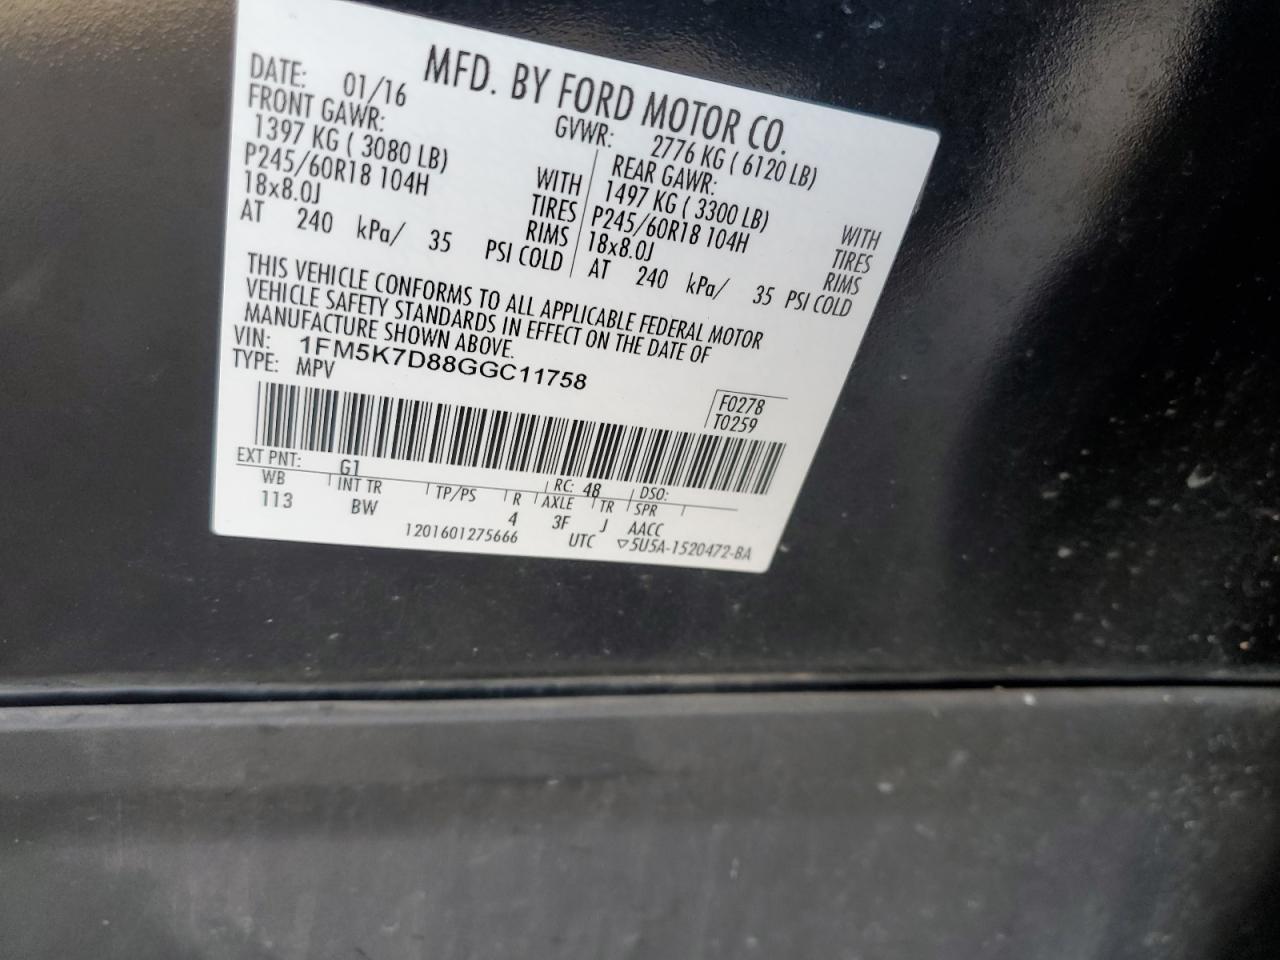 MFD. BY FORD MOTOR CO.
DATE: 01/16 GVWR: 2776 KG ( 6120 LB)
FRONT GAWR: REAR GAWR:
1397 KG ( 3080 LB) WITH 1497 KG ( 3300 LB) WITH
P245/60R18 104H TIRES P245/60R18 104H TIRES
18x8.0J RIMS 18x8.0J RIMS
AT 240 kPa/ 35 PSI COLD AT 240 kPa/ 35 PSI COLD
THIS VEHICLE CONFORMS TO ALL APPLICABLE FEDERAL MOTOR
VEHICLE SAFETY STANDARDS IN EFFECT ON THE DATE OF
MANUFACTURE SHOWN ABOVE.
VIN: 1FM5K7D88GGC11758
TYPE: MPV
F0278
T0259
EXT PNT: G1 RC: 48 DSO:
WB INT TR TP/PS R AXLE TR SPR
113 BW 4 3F J AACC
1201601275666 UTC ▽5U5A-1520472-BA